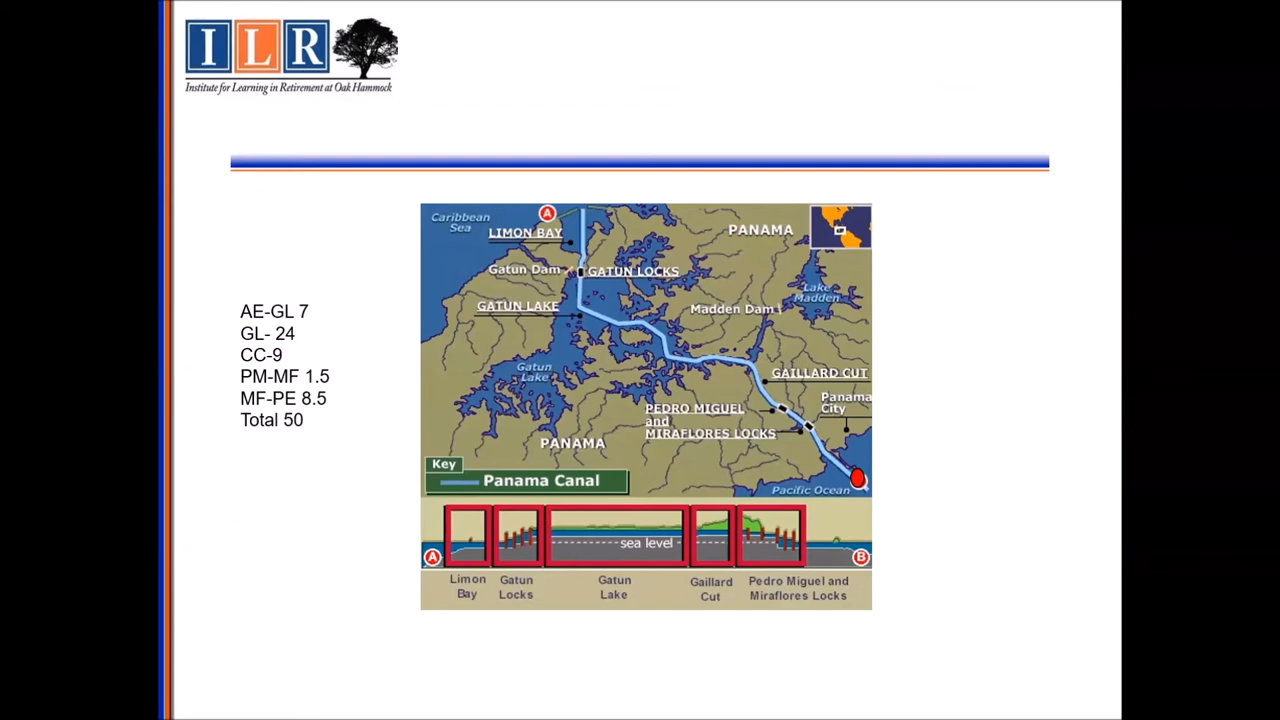 I L R
Institute for Learning in Retirement at Oak Hammock
AE-GL 7
GL- 24
CC-9
PM-MF 1.5
MF-PE 8.5
Total 50
Caribbean
Sea
A
LIMON BAY
PANAMA
Gatun Dam
GATUN LOCKS
GATUN LAKE
Lake
Madden
Madden Dam
Gatun
Lake
GAILLARD CUT
Panama
City
PEDRO MIGUEL
and
MIRAFLORES LOCKS
PANAMA
Key
Panama Canal
Pacific Ocean
sea level
A
B
Limon
Bay
Gatun
Locks
Gatun
Lake
Gaillard
Cut
Pedro Miguel and
Miraflores Locks